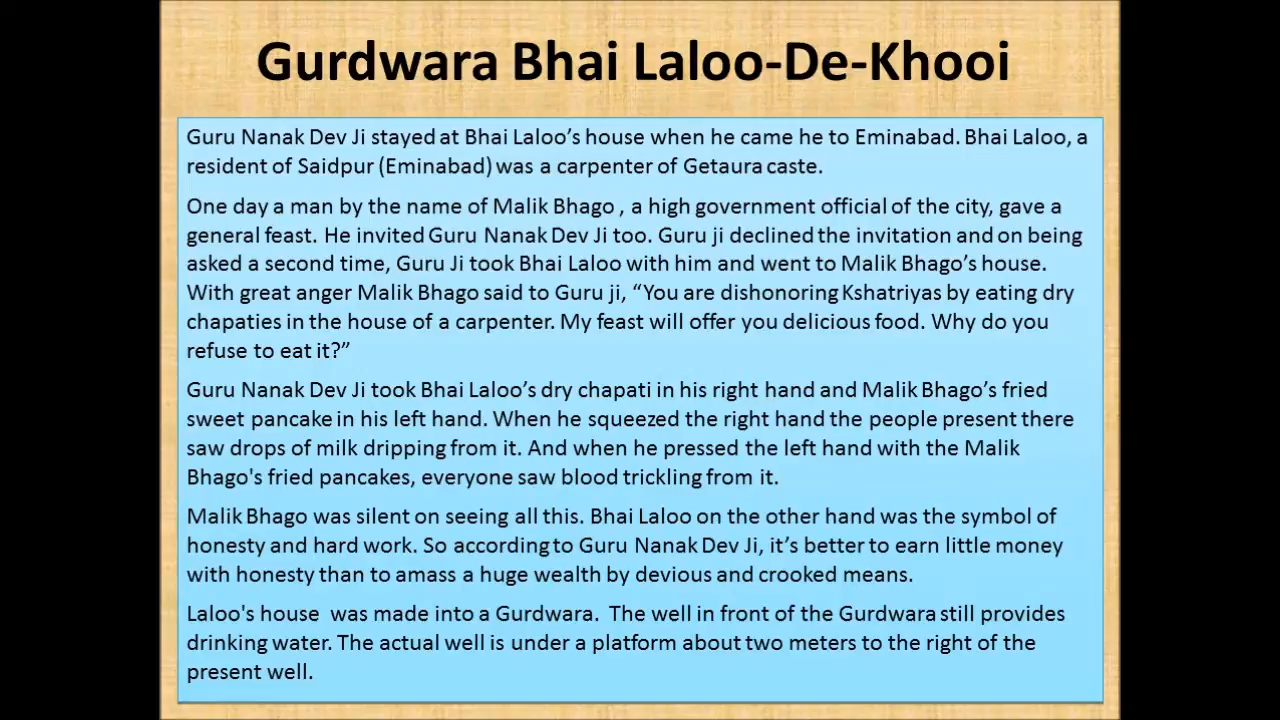 Gurdwara Bhai Laloo-De-Khooi
Guru Nanak Dev Ji stayed at Bhai Laloo’s house when he came he to Eminabad. Bhai Laloo, a
resident of Saidpur (Eminabad) was a carpenter of Getaura caste.
One day a man by the name of Malik Bhago , a high government official of the city, gave a
general feast. He invited Guru Nanak Dev Ji too. Guru ji declined the invitation and on being
asked a second time, Guru Ji took Bhai Laloo with him and went to Malik Bhago’s house.
With great anger Malik Bhago said to Guru ji, “You are dishonoring Kshatriyas by eating dry
chapaties in the house of a carpenter. My feast will offer you delicious food. Why do you
refuse to eat it?”
Guru Nanak Dev Ji took Bhai Laloo’s dry chapati in his right hand and Malik Bhago’s fried
sweet pancake in his left hand. When he squeezed the right hand the people present there
saw drops of milk dripping from it. And when he pressed the left hand with the Malik
Bhago's fried pancakes, everyone saw blood trickling from it.
Malik Bhago was silent on seeing all this. Bhai Laloo on the other hand was the symbol of
honesty and hard work. So according to Guru Nanak Dev Ji, it’s better to earn little money
with honesty than to amass a huge wealth by devious and crooked means.
Laloo's house  was made into a Gurdwara.  The well in front of the Gurdwara still provides
drinking water. The actual well is under a platform about two meters to the right of the
present well.